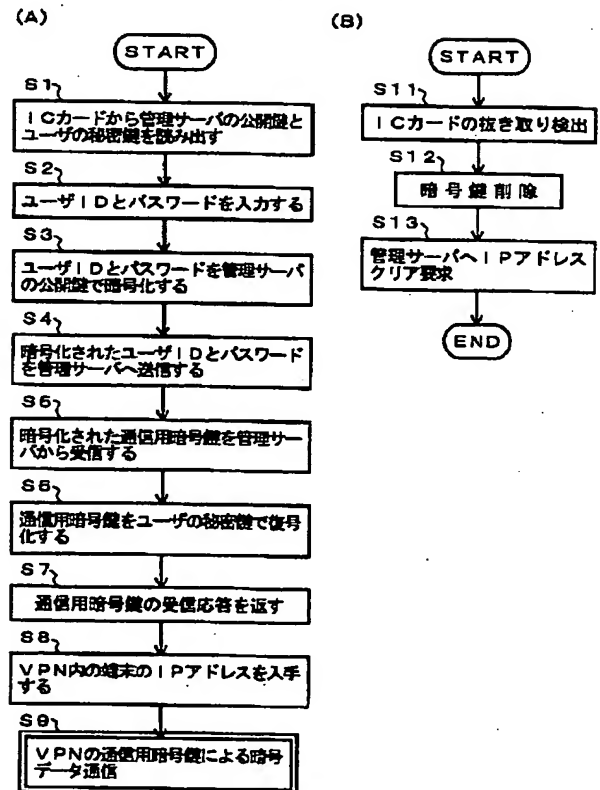 (A)
START
S1
ICカードから管理サーバの公開鍵と
ユーザの秘密鍵を読み出す
S2
ユーザIDとパスワードを入力する
S3
ユーザIDとパスワードを管理サーバ
の公開鍵で暗号化する
S4
暗号化されたユーザIDとパスワード
を管理サーバへ送信する
S5
暗号化された通信用暗号鍵を管理サー
バから受信する
S6
通信用暗号鍵をユーザの秘密鍵で復号
化する
S7
通信用暗号鍵の受信応答を返す
S8
VPN内の端末のIPアドレスを入手
する
S9
VPNの通信用暗号鍵による暗号
データ通信
(B)
START
S11
ICカードの抜き取り検出
S12
暗号鍵削除
S13
管理サーバへIPアドレス
クリア要求
END